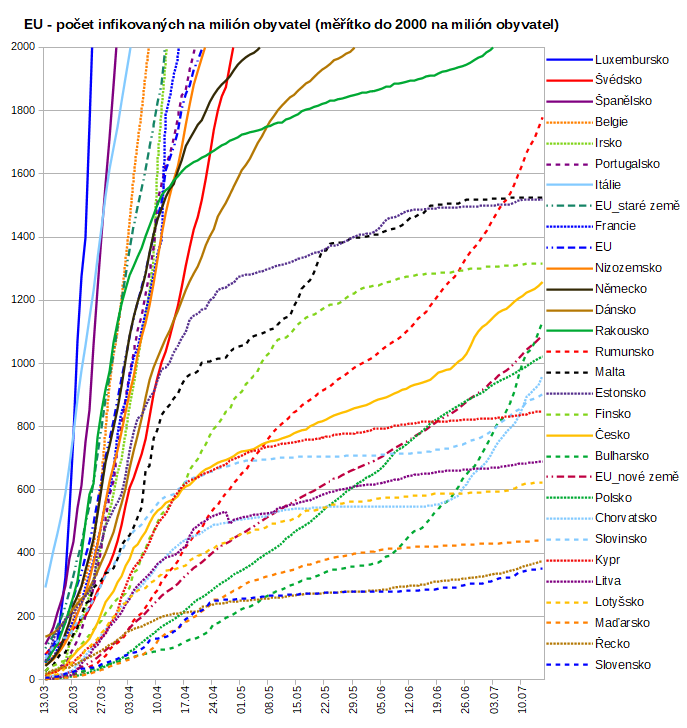 EU - počet infikovaných na milión obyvatel (měřítko do 2000 na milión obyvatel)
2000
1800
1600
1400
1200
1000
800
600
400
200
0
13.03
20.03
27.03
03.04
10.04
17.04
24.04
01.05
08.05
15.05
22.05
29.05
05.06
12.06
19.06
26.06
03.07
10.07
Luxembursko
Švédsko
Španělsko
Belgie
Irsko
Portugalsko
Itálie
EU_staré země
Francie
EU
Nizozemsko
Německo
Dánsko
Rakousko
Rumunsko
Malta
Estonsko
Finsko
Česko
Bulharsko
EU_nové země
Polsko
Chorvatsko
Slovinsko
Kypr
Litva
Lotyšsko
Maďarsko
Řecko
Slovensko